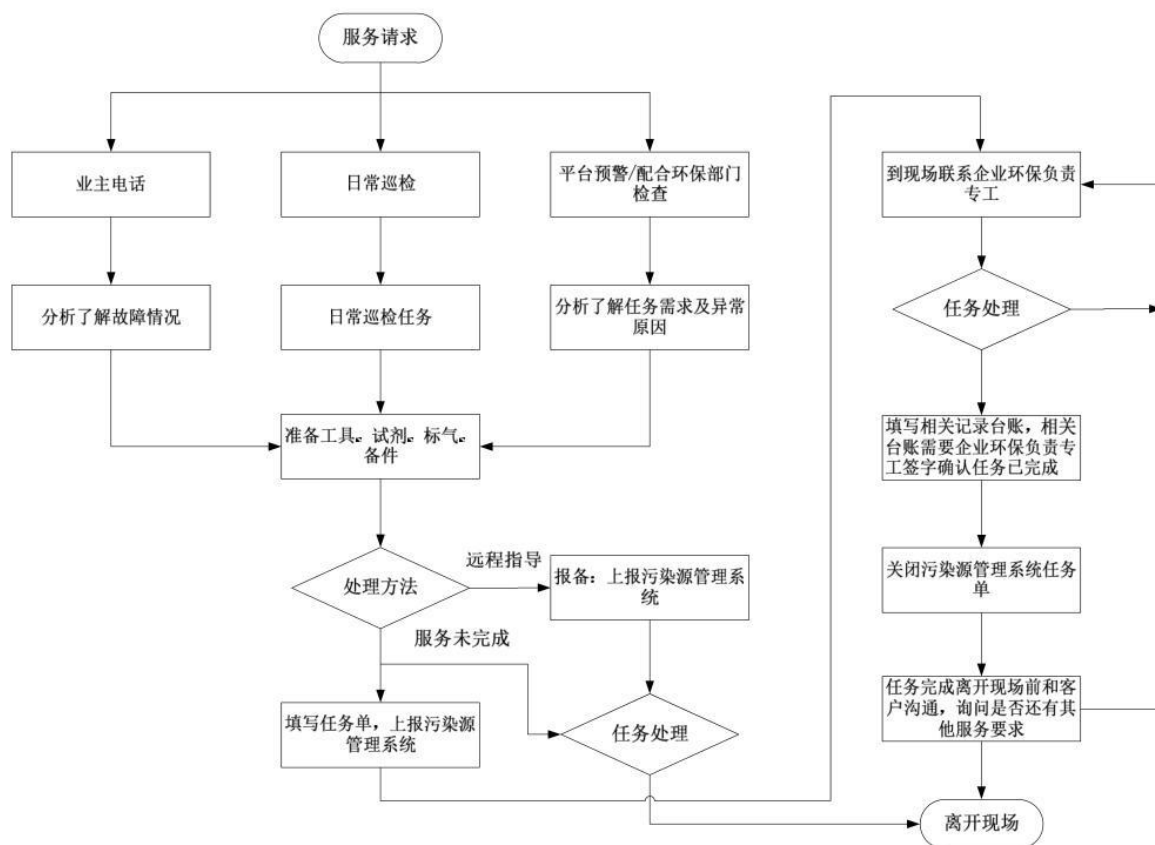 服务请求
业主电话
日常巡检
平台预警/配合环保部门
检查
分析了解故障情况
日常巡检任务
分析了解任务需求及异常
原因
准备工具、试剂、标气、
备件
处理方法
远程指导
报备：上报污染源管理系
统
服务未完成
填写任务单，上报污染源
管理系统
任务处理
到现场联系企业环保负责
专工
任务处理
填写相关记录台账，相关
台账需要企业环保负责专
工签字确认任务已完成
关闭污染源管理系统任务
单
任务完成离开现场前和客
户沟通，询问是否还有其
他服务要求
离开现场